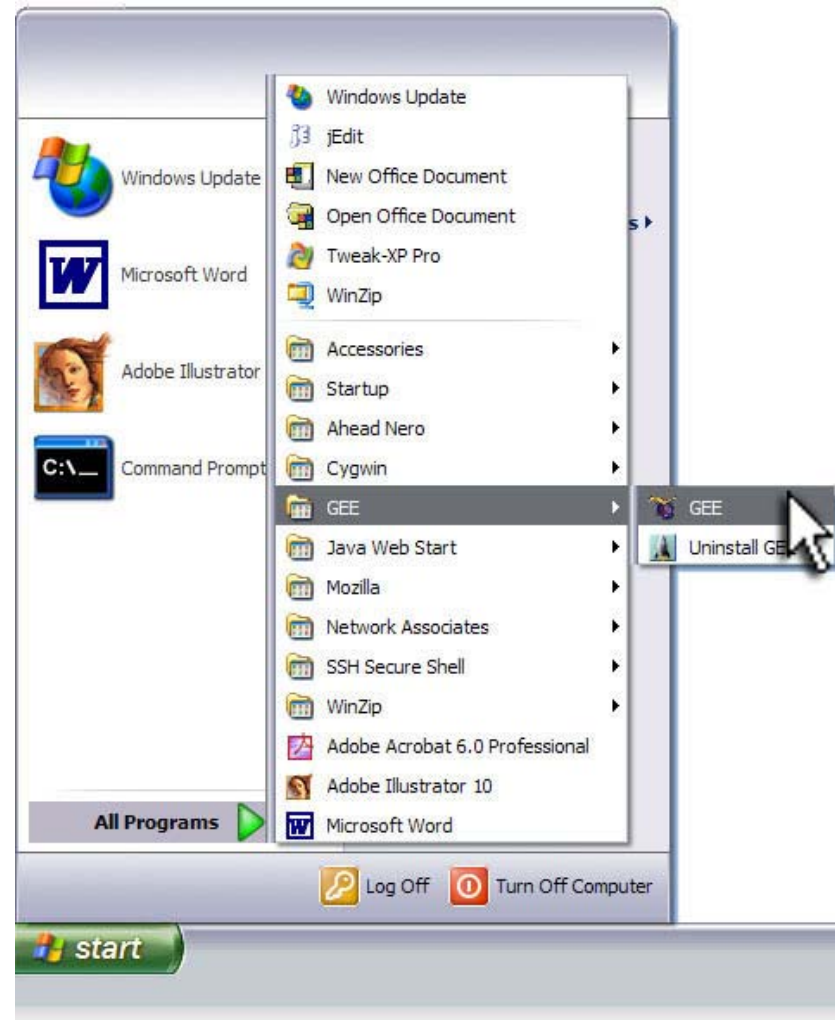 Windows Update
Microsoft Word
Adobe Illustrator
C:\
Command Prompt
All Programs
Windows Update
jEdit
New Office Document
Open Office Document
Tweak-XP Pro
WinZip
Accessories
Startup
Ahead Nero
Cygwin
GEE
Java Web Start
Mozilla
Network Associates
SSH Secure Shell
WinZip
Adobe Acrobat 6.0 Professional
Adobe Illustrator 10
Microsoft Word
GEE
Uninstall
Log Off
Turn Off Computer
start